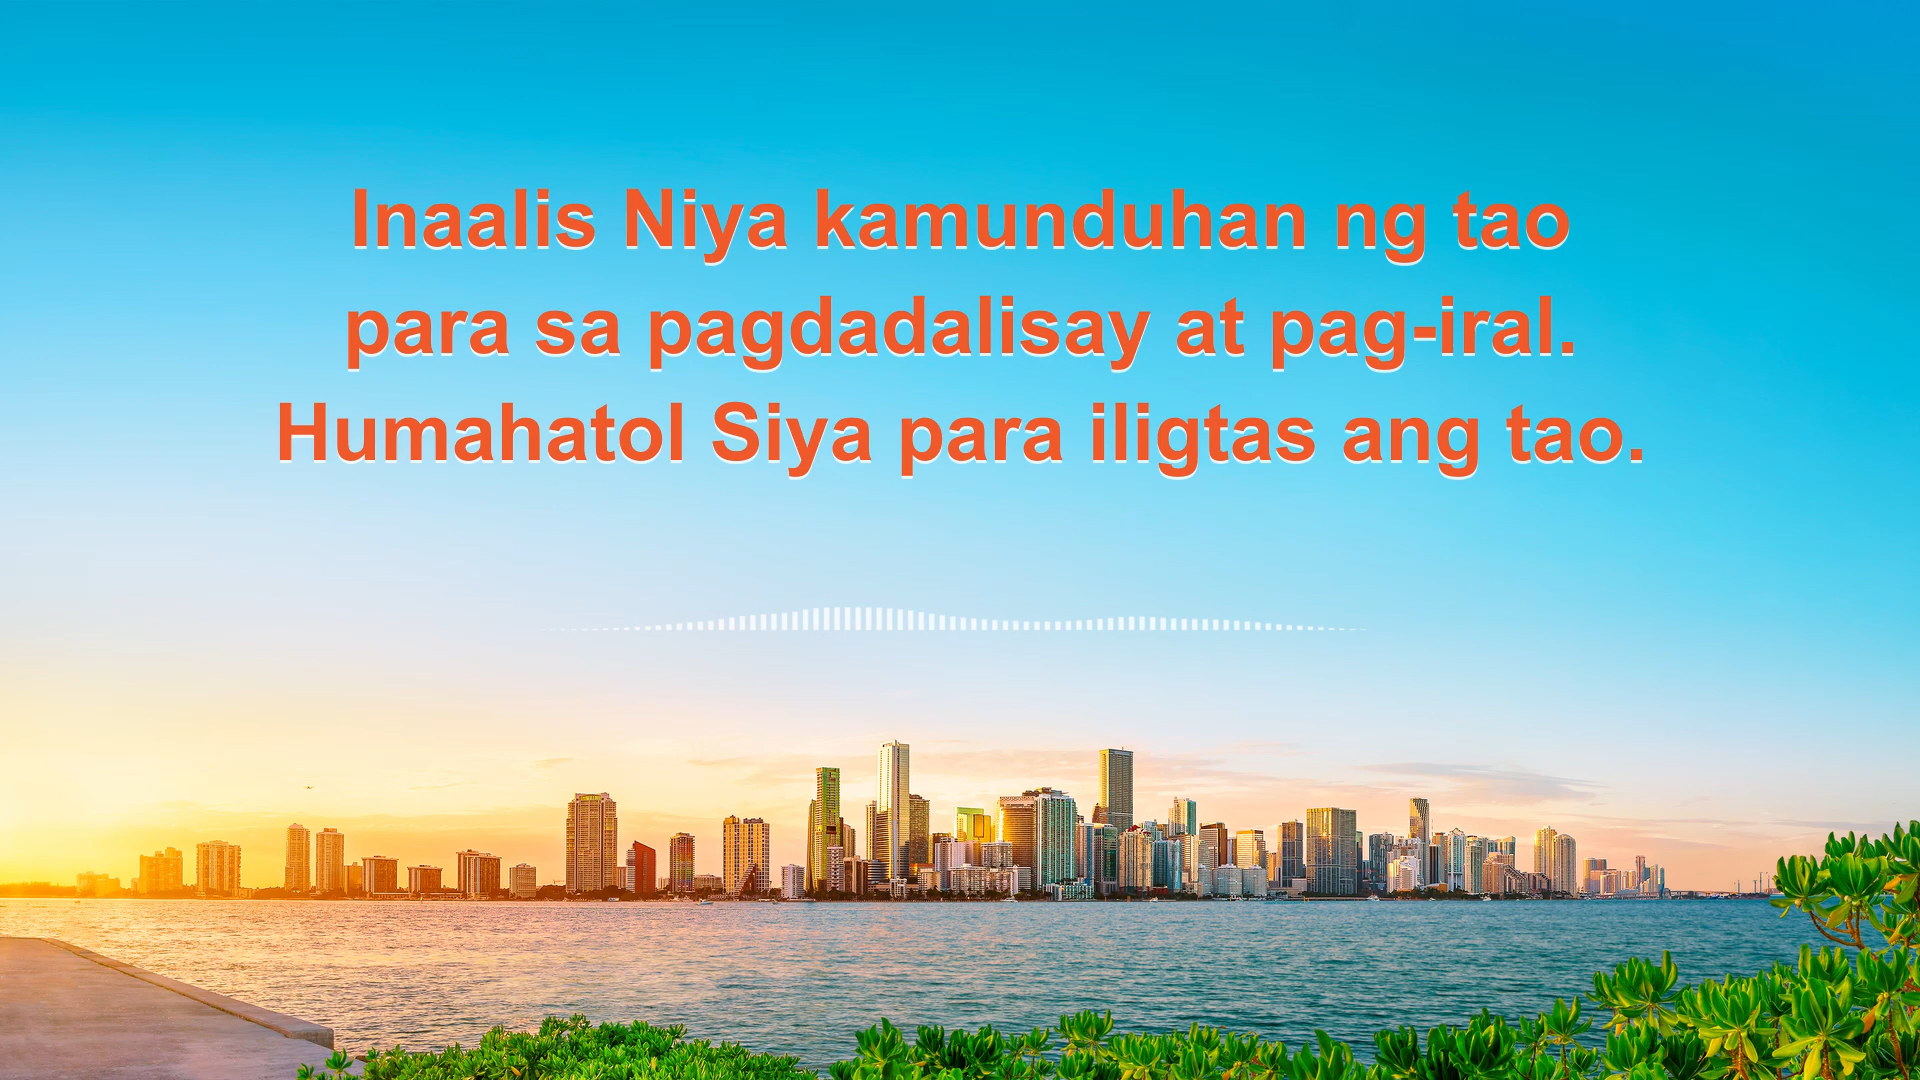 Inaalis Niya kamunduhan ng tao
para sa pagdadalisay at pag-iral.
Humahatol Siya para iligtas ang tao.